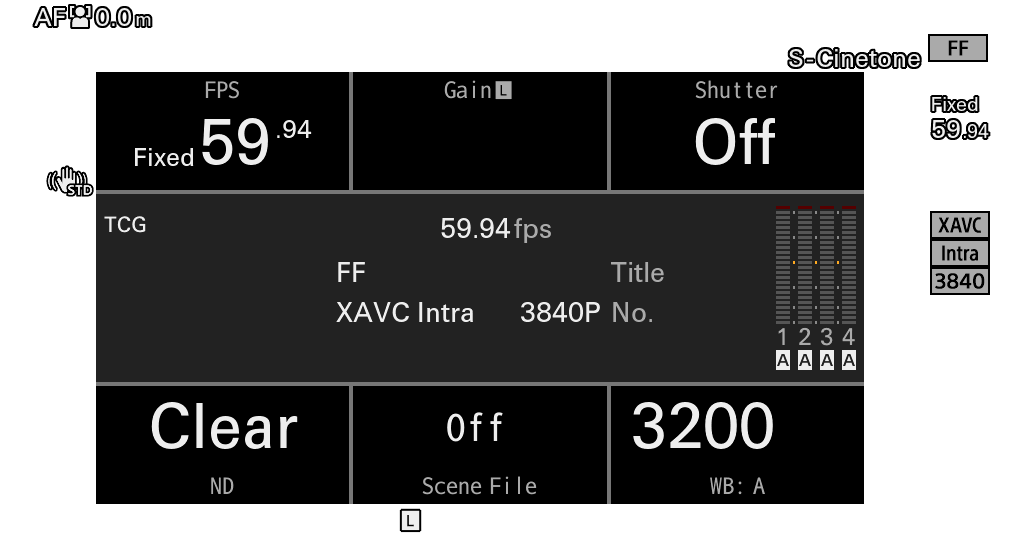 AF 0.0m
S-Cinetone
FF
FPS
Fixed 59.94
Gain L
Shutter
Off
Fixed
59.94
STD
TCG
59.94fps
FF
Title
XAVC Intra 3840P No.
1 2 3 4
A A A A
XAVC
Intra
3840
Clear
ND
Off
Scene File
3200
WB: A
L